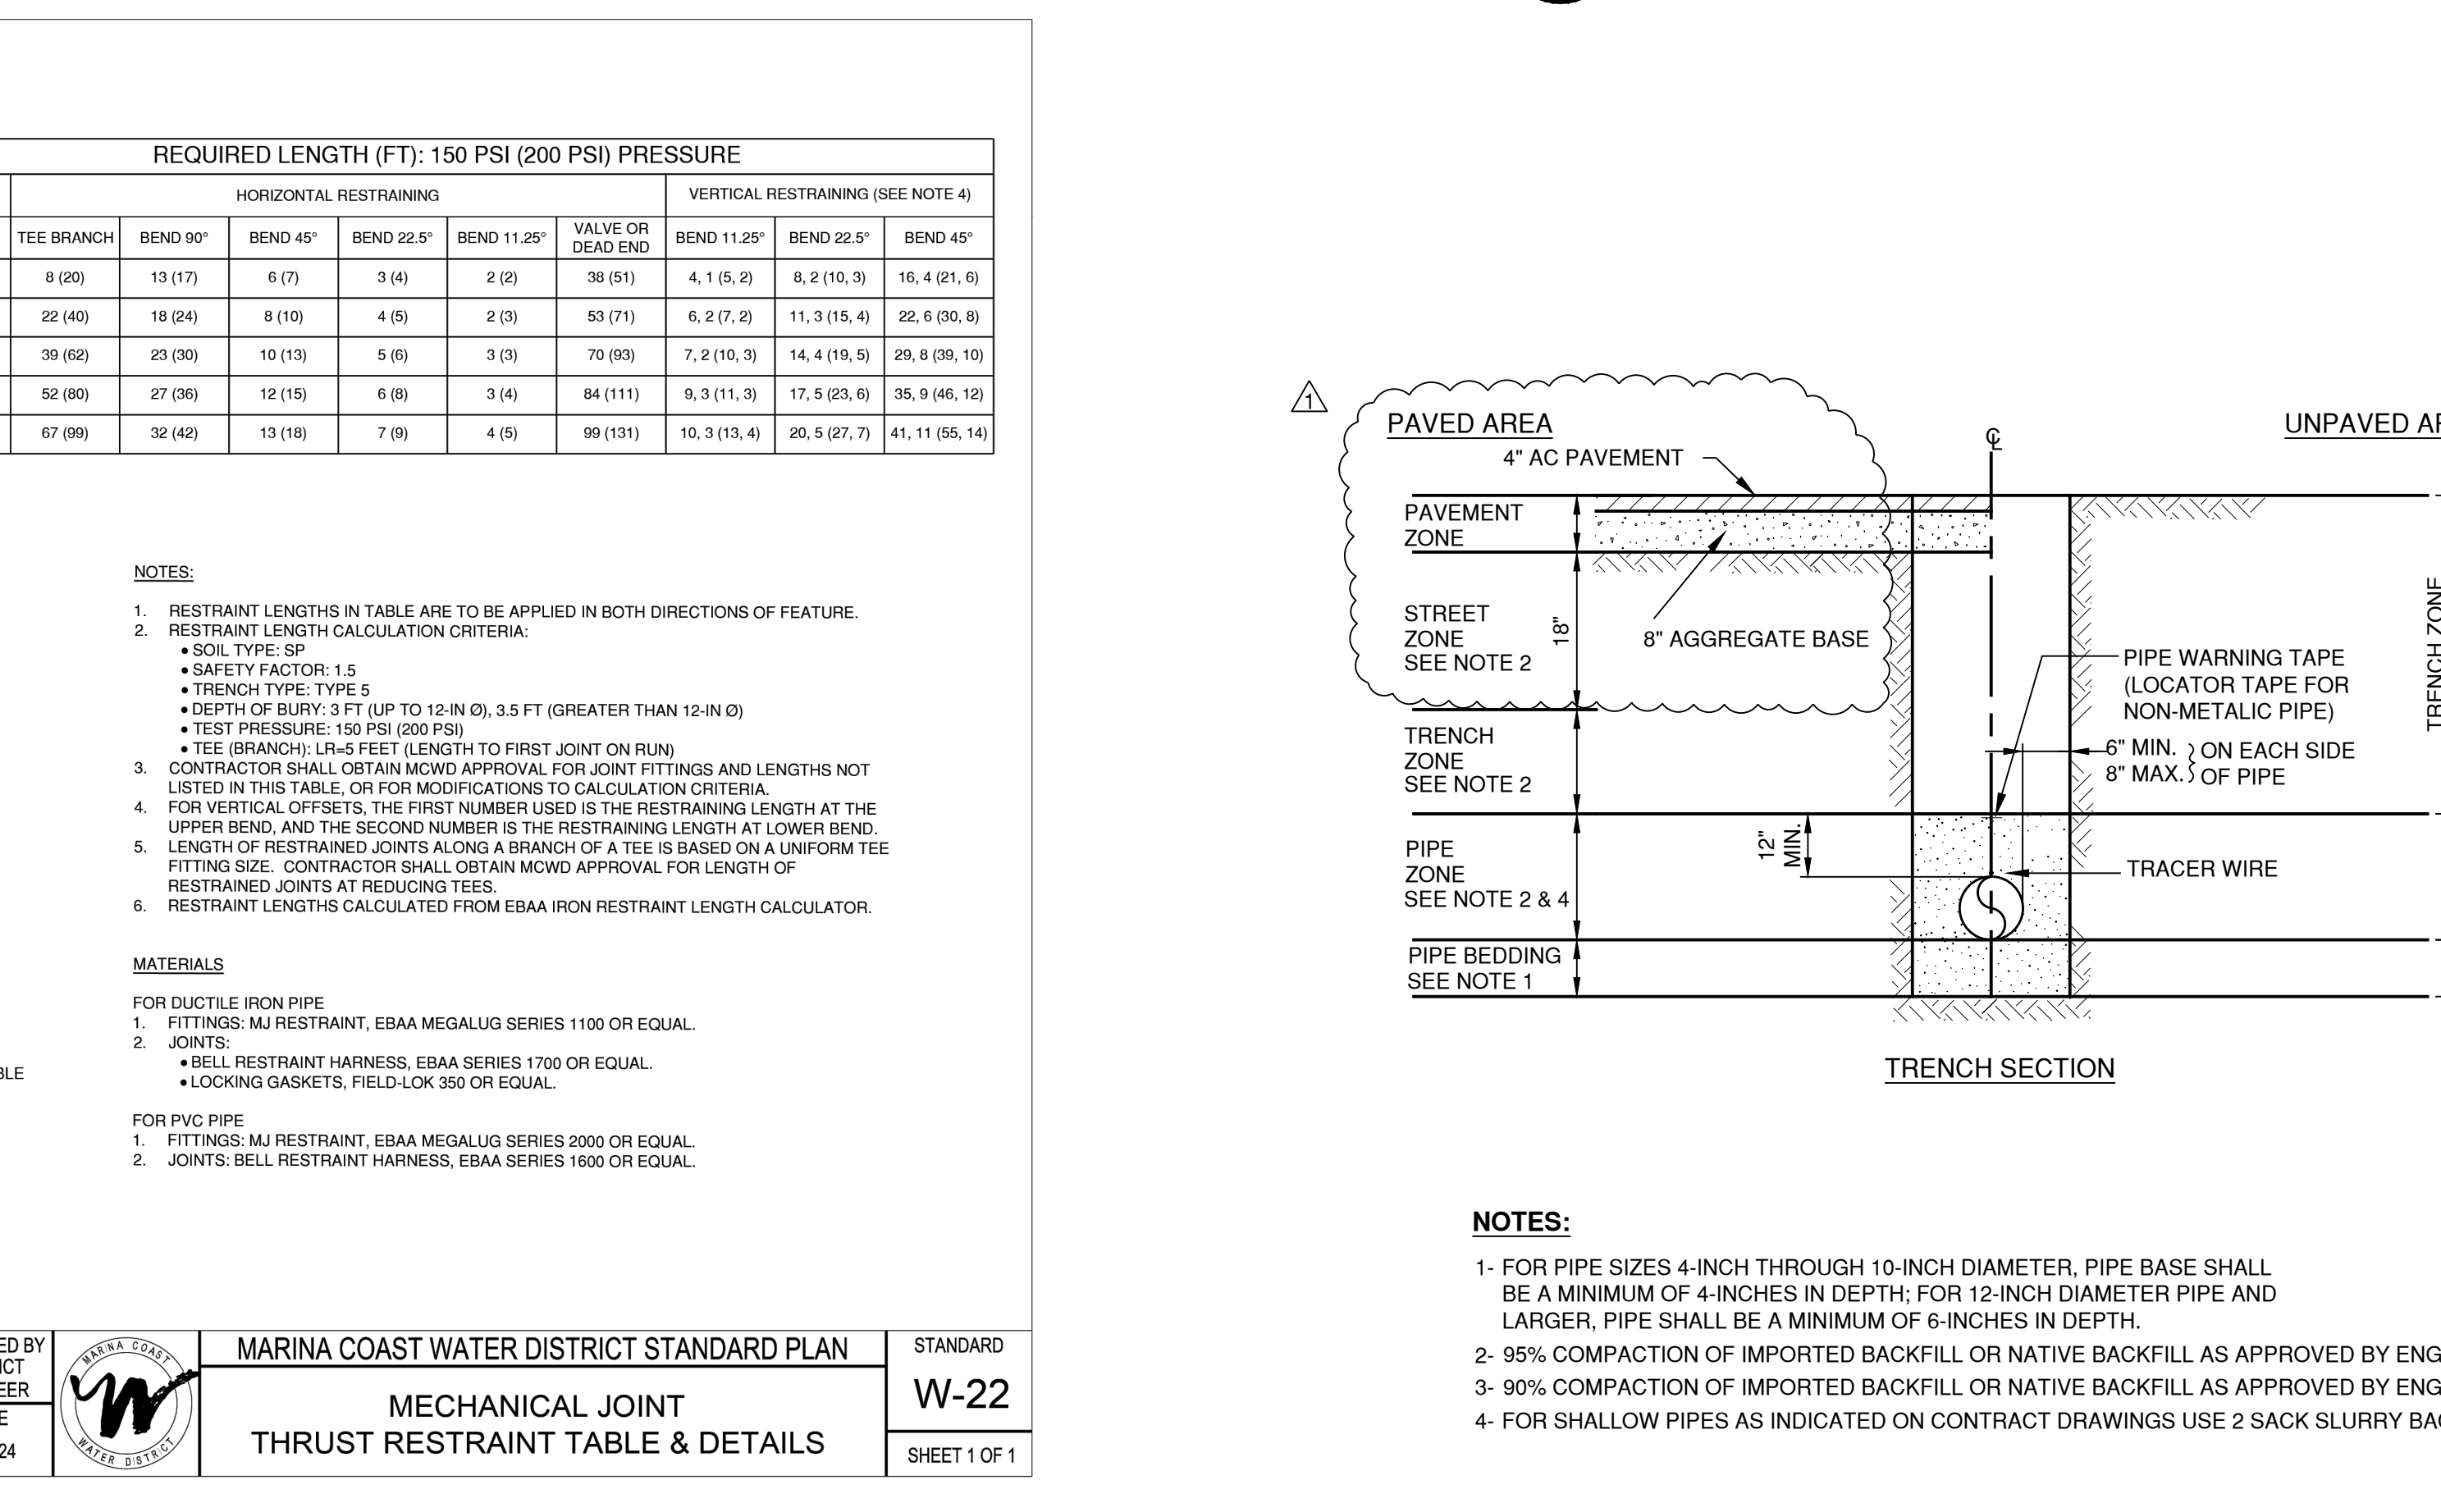 REQUIRED LENGTH (FT): 150 PSI (200 PSI) PRESSURE
HORIZONTAL RESTRAINING VERTICAL RESTRAINING (SEE NOTE 4)
TEE BRANCH BEND 90° BEND 45° BEND 22.5° BEND 11.25° VALVE OR DEAD END BEND 11.25° BEND 22.5° BEND 45°
8 (20) 13 (17) 6 (7) 3 (4) 2 (2) 38 (51) 4, 1 (5, 2) 8, 2 (10, 3) 16, 4 (21, 6)
22 (40) 18 (24) 8 (10) 4 (5) 2 (3) 53 (71) 6, 2 (7, 2) 11, 3 (15, 4) 22, 6 (30, 8)
39 (62) 23 (30) 10 (13) 5 (6) 3 (3) 70 (93) 7, 2 (10, 3) 14, 4 (19, 5) 29, 8 (39, 10)
52 (80) 27 (36) 12 (15) 6 (8) 3 (4) 84 (111) 9, 3 (11, 3) 17, 5 (23, 6) 35, 9 (46, 12)
67 (99) 32 (42) 13 (18) 7 (9) 4 (5) 99 (131) 10, 3 (13, 4) 20, 5 (27, 7) 41, 11 (55, 14)
NOTES:
1. RESTRAINT LENGTHS IN TABLE ARE TO BE APPLIED IN BOTH DIRECTIONS OF FEATURE.
2. RESTRAINT LENGTH CALCULATION CRITERIA:
• SOIL TYPE: SP
• SAFETY FACTOR: 1.5
• TRENCH TYPE: TYPE 5
• DEPTH OF BURY: 3 FT (UP TO 12-IN Ø), 3.5 FT (GREATER THAN 12-IN Ø)
• TEST PRESSURE: 150 PSI (200 PSI)
• TEE (BRANCH): LR=5 FEET (LENGTH TO FIRST JOINT ON RUN)
3. CONTRACTOR SHALL OBTAIN MCWD APPROVAL FOR JOINT FITTINGS AND LENGTHS NOT
LISTED IN THIS TABLE, OR FOR MODIFICATIONS TO CALCULATION CRITERIA.
4. FOR VERTICAL OFFSETS, THE FIRST NUMBER USED IS THE RESTRAINING LENGTH AT THE
UPPER BEND, AND THE SECOND NUMBER IS THE RESTRAINING LENGTH AT LOWER BEND.
5. LENGTH OF RESTRAINED JOINTS ALONG A BRANCH OF A TEE IS BASED ON A UNIFORM TEE
FITTING SIZE. CONTRACTOR SHALL OBTAIN MCWD APPROVAL FOR LENGTH OF
RESTRAINED JOINTS AT REDUCING TEES.
6. RESTRAINT LENGTHS CALCULATED FROM EBAA IRON RESTRAINT LENGTH CALCULATOR.
MATERIALS
FOR DUCTILE IRON PIPE
1. FITTINGS: MJ RESTRAINT, EBAA MEGALUG SERIES 1100 OR EQUAL.
2. JOINTS:
• BELL RESTRAINT HARNESS, EBAA SERIES 1700 OR EQUAL.
• LOCKING GASKETS, FIELD-LOK 350 OR EQUAL.
FOR PVC PIPE
1. FITTINGS: MJ RESTRAINT, EBAA MEGALUG SERIES 2000 OR EQUAL.
2. JOINTS: BELL RESTRAINT HARNESS, EBAA SERIES 1600 OR EQUAL.
MARINA COAST
WATER DISTRICT
MARINA COAST WATER DISTRICT STANDARD PLAN
MECHANICAL JOINT
THRUST RESTRAINT TABLE & DETAILS
STANDARD
W-22
SHEET 1 OF 1
1
PAVED AREA
UNPAVED
4" AC PAVEMENT
PAVEMENT
ZONE
STREET
ZONE
SEE NOTE 2
18"
8" AGGREGATE BASE
TRENCH
ZONE
SEE NOTE 2
PIPE WARNING TAPE
(LOCATOR TAPE FOR
NON-METALIC PIPE)
6" MIN. ON EACH SIDE
8" MAX. OF PIPE
TRENCH ZONE
PIPE
ZONE
SEE NOTE 2 & 4
12"
MIN.
TRACER WIRE
PIPE BEDDING
SEE NOTE 1
TRENCH SECTION
NOTES:
1- FOR PIPE SIZES 4-INCH THROUGH 10-INCH DIAMETER, PIPE BASE SHALL
BE A MINIMUM OF 4-INCHES IN DEPTH; FOR 12-INCH DIAMETER PIPE AND
LARGER, PIPE SHALL BE A MINIMUM OF 6-INCHES IN DEPTH.
2- 95% COMPACTION OF IMPORTED BACKFILL OR NATIVE BACKFILL AS APPROVED BY ENG
3- 90% COMPACTION OF IMPORTED BACKFILL OR NATIVE BACKFILL AS APPROVED BY ENG
4- FOR SHALLOW PIPES AS INDICATED ON CONTRACT DRAWINGS USE 2 SACK SLURRY